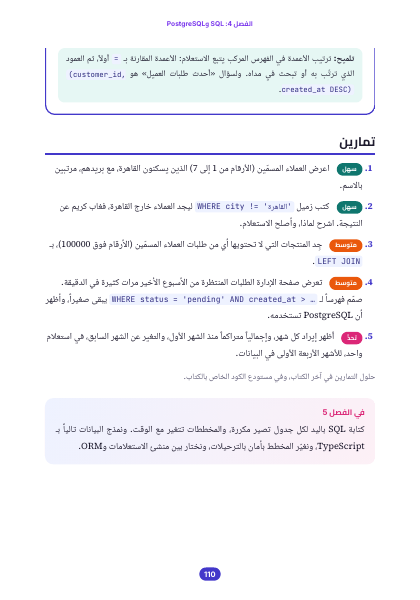 الفصل 4: SQL وPostgreSQL
تلميح: ترتيب الأعمدة في الفهرس المركب يتبع الاستعلام: الأعمدة المقارنة بـ = أولاً، ثم العمود
الذي ترتّب به أو تبحث في مداه. ولسؤال «أحدث طلبات العميل» هو (customer_id,
created_at DESC).
تمارين
1. سهل اعرض العملاء المسمّين (الأرقام من 1 إلى 7) الذين يسكنون القاهرة، مع بريدهم، مرتبين
بالاسم.
2. سهل كتب زميل WHERE city != 'القاهرة' ليجد العملاء خارج القاهرة، فغاب كريم عن
النتيجة. اشرح لماذا، وأصلح الاستعلام.
3. متوسط جِد المنتجات التي لا تحتويها أي من طلبات العملاء المسمّين (الأرقام فوق 100000)، بـ
LEFT JOIN.
4. متوسط تعرض صفحة الإدارة الطلبات المنتظرة من الأسبوع الأخير مرات كثيرة في الدقيقة.
صمّم فهرساً لـ WHERE status = 'pending' AND created_at > … يبقى صغيراً، وأظهر
أن PostgreSQL تستخدمه.
5. تحدٍّ أظهر إيراد كل شهر، وإجمالياً متراكماً منذ الشهر الأول، والتغير عن الشهر السابق، في استعلام
واحد، للأشهر الأربعة الأولى في البيانات.
حلول التمارين في آخر الكتاب، وفي مستودع الكود الخاص بالكتاب.
في الفصل 5
كتابة SQL باليد لكل جدول تصير مكررة، والمخططات تتغير مع الوقت. ونمذج البيانات تالياً بـ
TypeScript، ونغيّر المخطط بأمان بالترحيلات، ونختار بين منشئ الاستعلامات وORM.
110